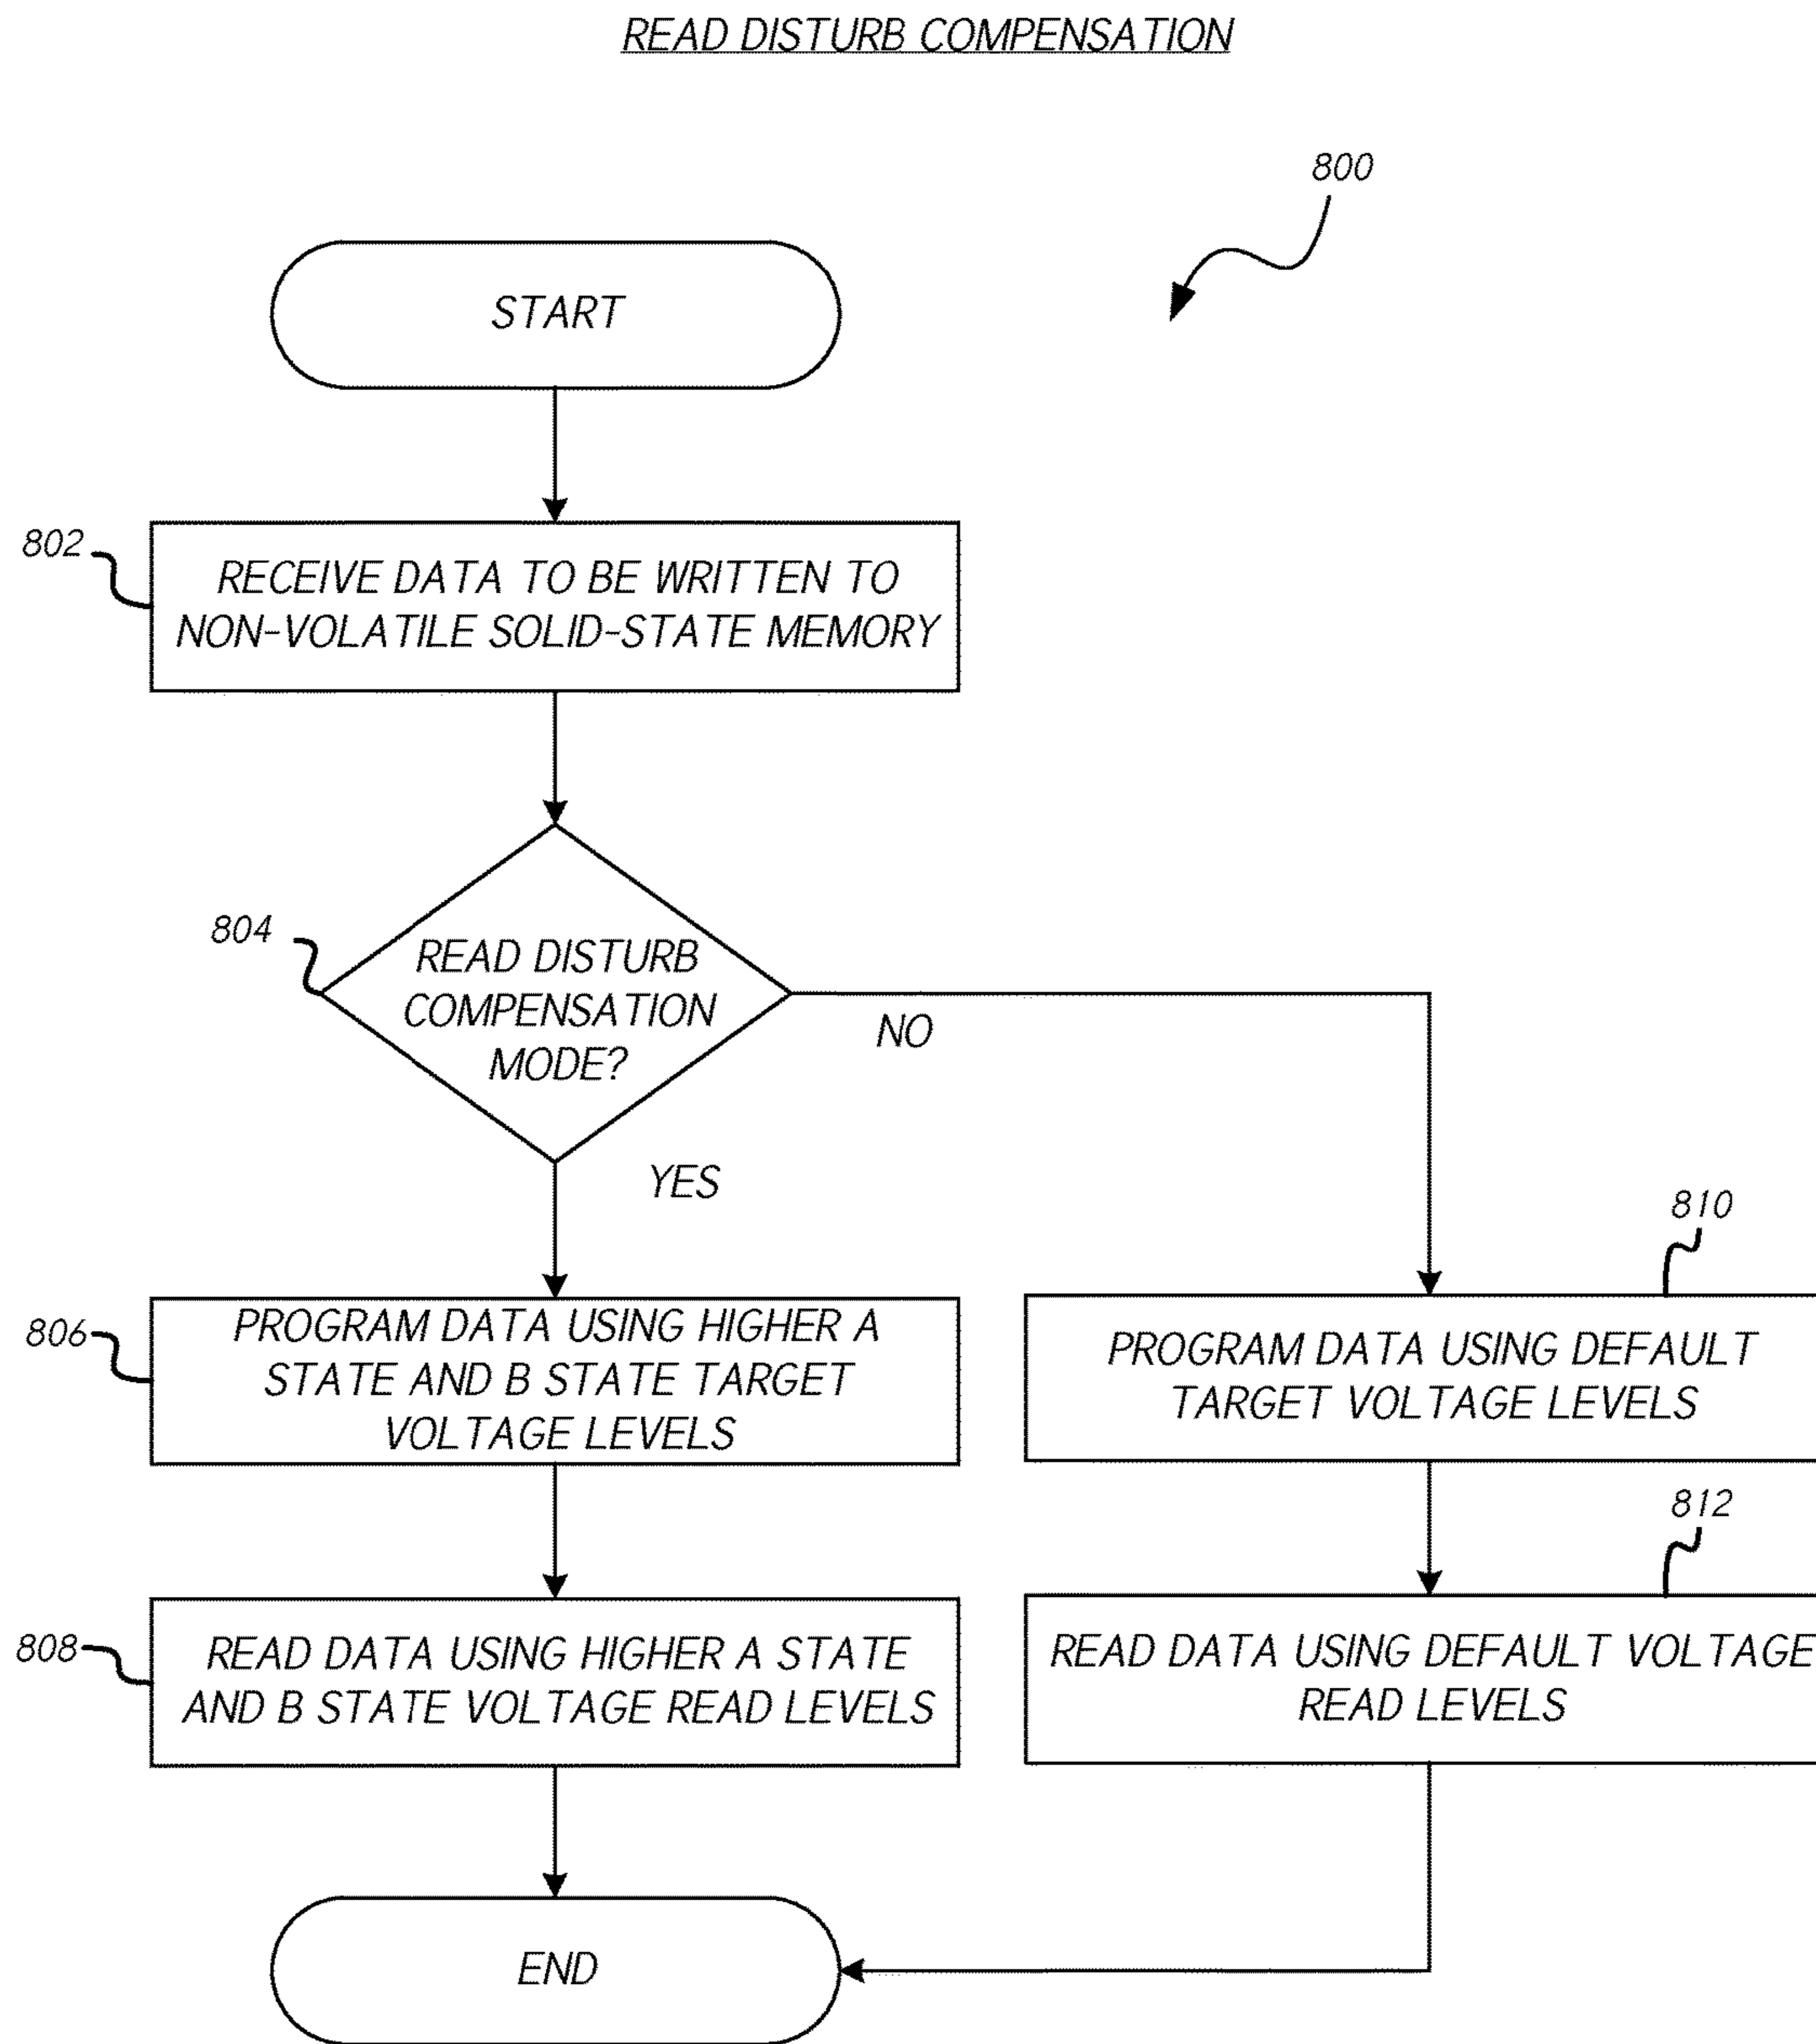 READ DISTURB COMPENSATION
800
START
802
RECEIVE DATA TO BE WRITTEN TO
NON-VOLATILE SOLID-STATE MEMORY
804
READ DISTURB
COMPENSATION
MODE?
NO
YES
806
PROGRAM DATA USING HIGHER A
STATE AND B STATE TARGET
VOLTAGE LEVELS
810
PROGRAM DATA USING DEFAULT
TARGET VOLTAGE LEVELS
808
READ DATA USING HIGHER A STATE
AND B STATE VOLTAGE READ LEVELS
812
READ DATA USING DEFAULT VOLTAGE
READ LEVELS
END